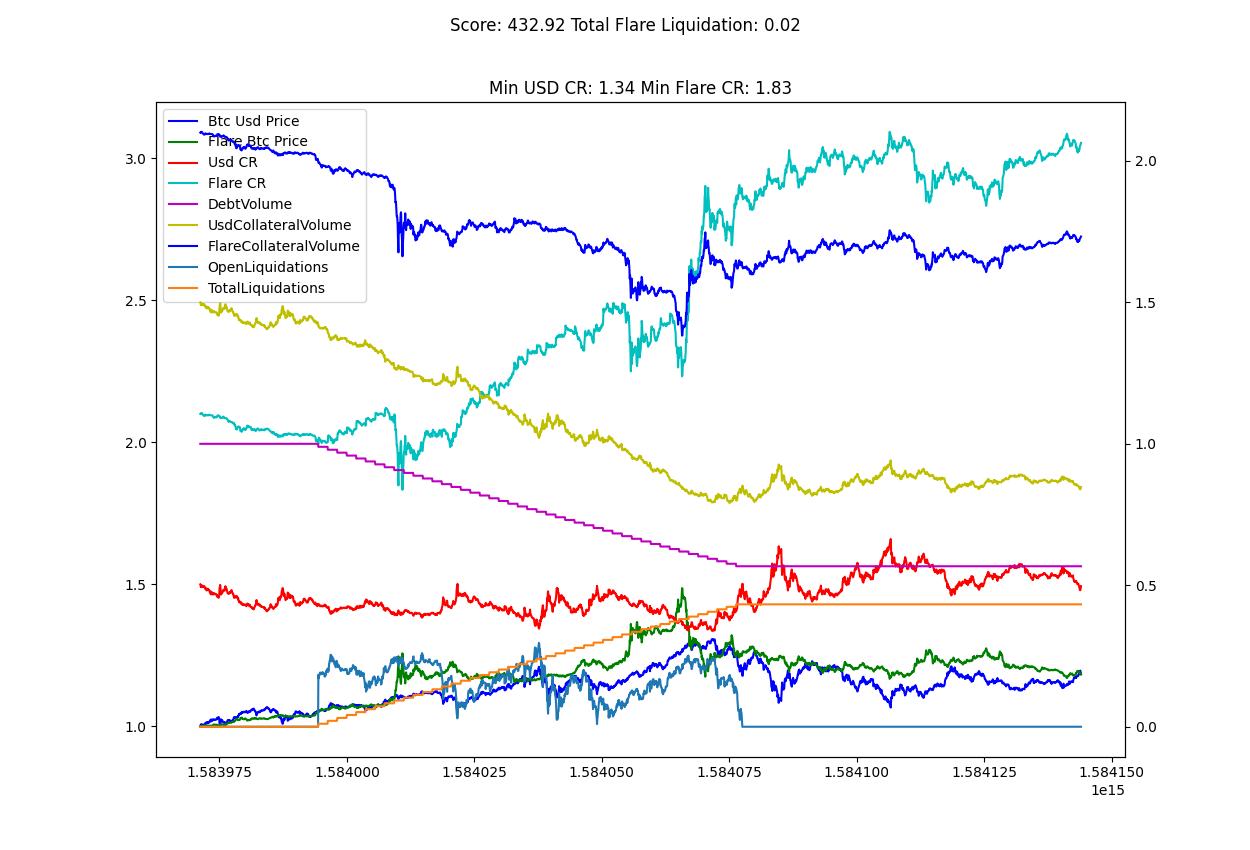 Score: 432.92 Total Flare Liquidation: 0.02
Min USD CR: 1.34 Min Flare CR: 1.83
Btc Usd Price
Flare Btc Price
Usd CR
Flare CR
DebtVolume
UsdCollateralVolume
FlareCollateralVolume
OpenLiquidations
TotalLiquidations
3.0
2.5
2.0
1.5
1.0
2.0
1.5
1.0
0.5
0.0
1.583975 1.584000 1.584025 1.584050 1.584075 1.584100 1.584125 1.584150
1e15